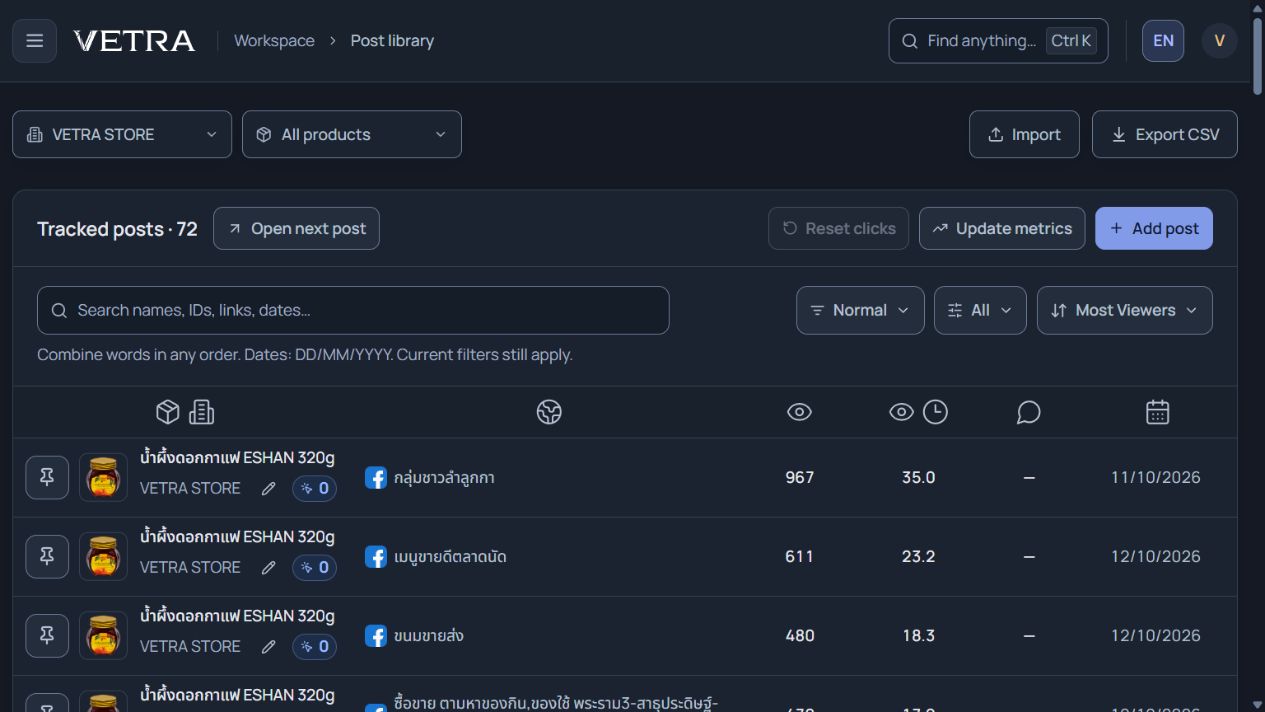 VETRA
Workspace > Post library
Find anything... Ctrl K
EN
V
VETRA STORE
All products
Import
Export CSV
Tracked posts · 72
Open next post
Reset clicks
Update metrics
+ Add post
Search names, IDs, links, dates...
Normal
All
Most Viewers
Combine words in any order. Dates: DD/MM/YYYY. Current filters still apply.
น้ำผึ้งดอกกาแฟ ESHAN 320g
VETRA STORE 0
กลุ่มชาวลำลูกกา
967 35.0 – 11/10/2026
น้ำผึ้งดอกกาแฟ ESHAN 320g
VETRA STORE 0
เมนูขายดีตลาดนัด
611 23.2 – 12/10/2026
น้ำผึ้งดอกกาแฟ ESHAN 320g
VETRA STORE 0
ขนมขายส่ง
480 18.3 – 12/10/2026
น้ำผึ้งดอกกาแฟ ESHAN 320g
ซื้อขาย ตามหาของกิน,ของใช้ พระราม3-สาธุประดิษฐ์-